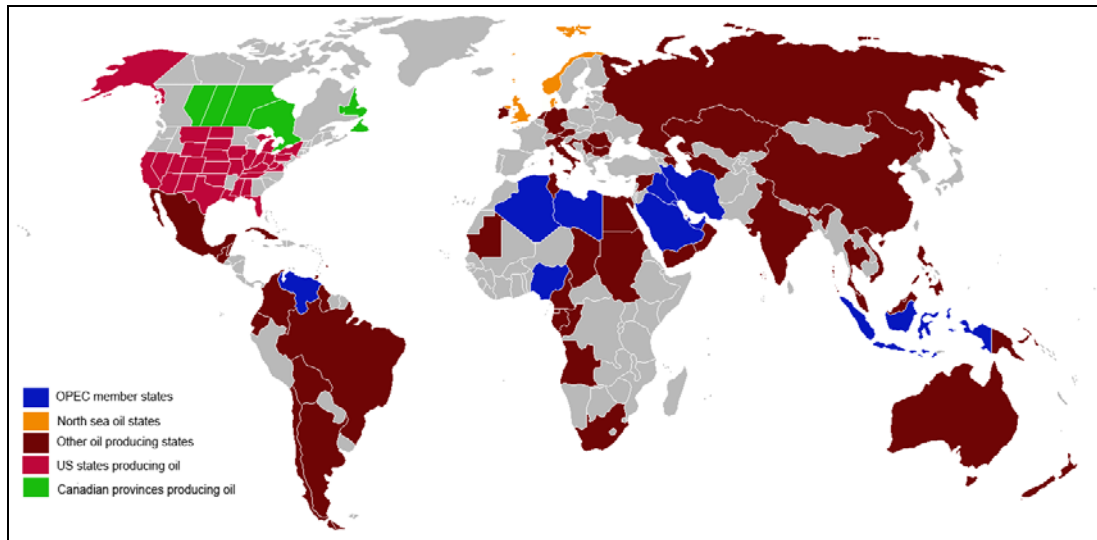 OPEC member states
North sea oil states
Other oil producing states
US states producing oil
Canadian provinces producing oil